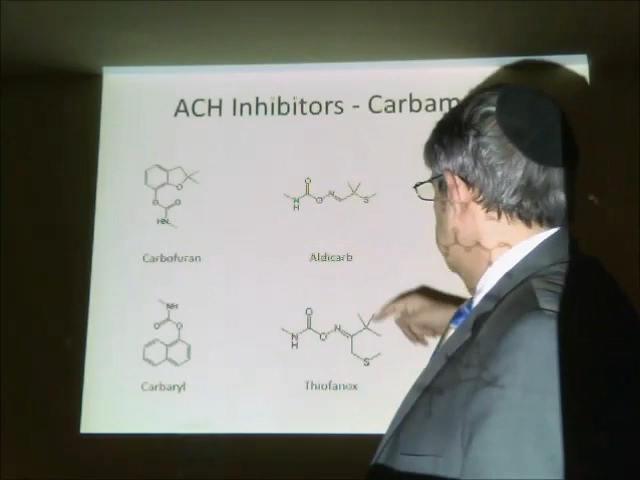 ACH Inhibitors - Carbam
Carbofuran
Aldicarb
Carbaryl
Thiofanox